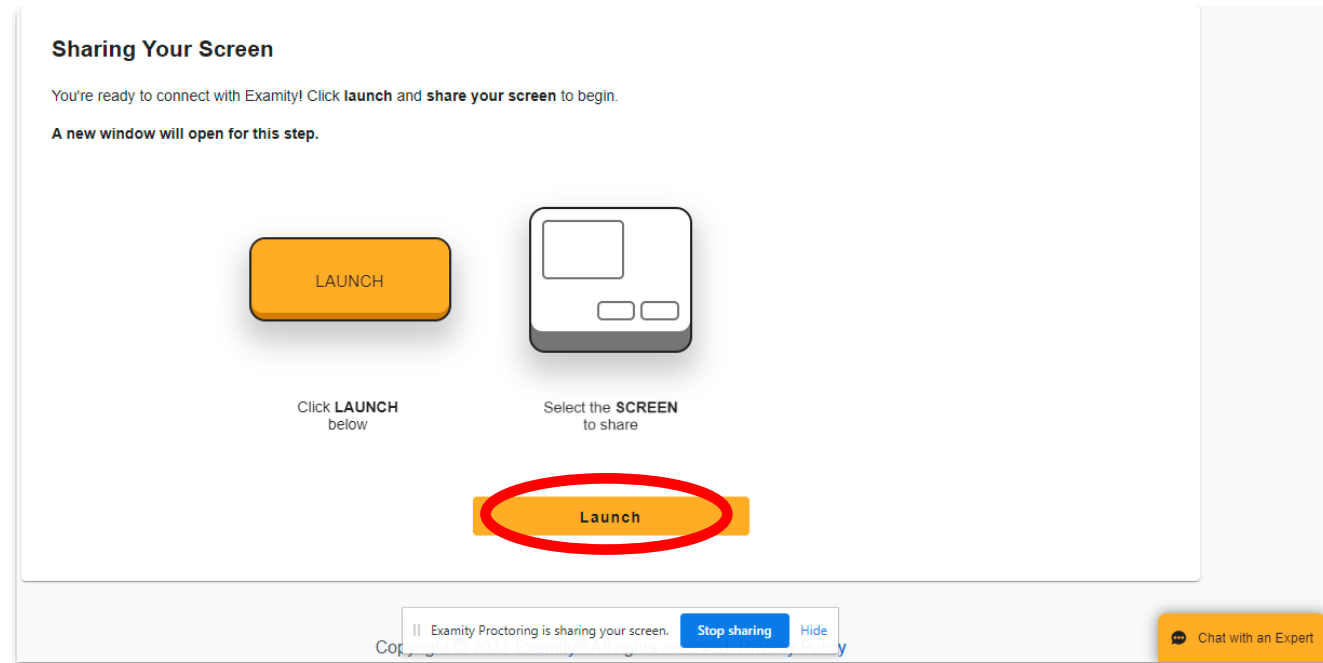 Sharing Your Screen
You're ready to connect with Examity! Click launch and share your screen to begin.
A new window will open for this step.
LAUNCH
Click LAUNCH
below
Select the SCREEN
to share
Launch
Examity Proctoring is sharing your screen. Stop sharing Hide
Chat with an Expert